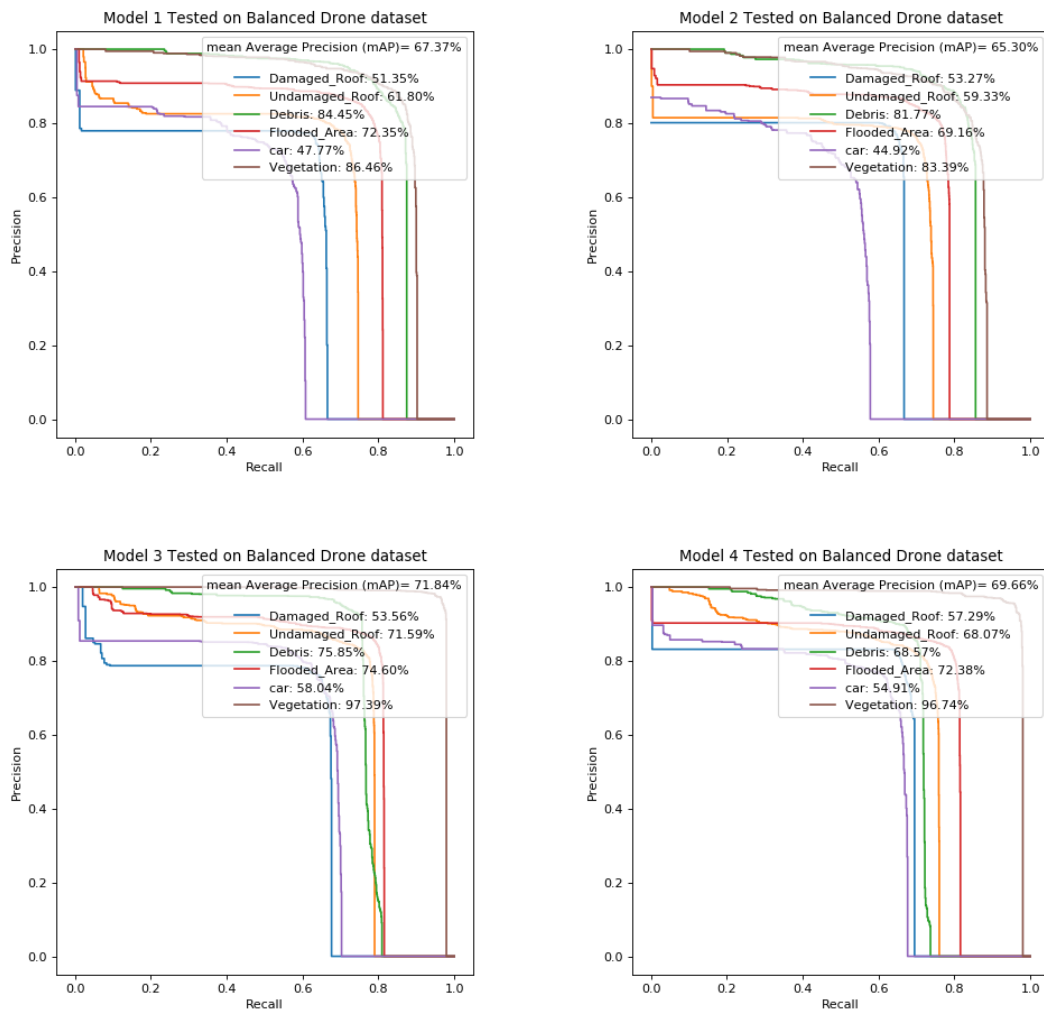 Model 1 Tested on Balanced Drone dataset
mean Average Precision (mAP)= 67.37%
Damaged_Roof: 51.35%
Undamaged_Roof: 61.80%
Debris: 84.45%
Flooded_Area: 72.35%
car: 47.77%
Vegetation: 86.46%
1.0
0.8
0.6
0.4
0.2
0.0
Precision
0.0 0.2 0.4 0.6 0.8 1.0
Recall
Model 2 Tested on Balanced Drone dataset
mean Average Precision (mAP)= 65.30%
Damaged_Roof: 53.27%
Undamaged_Roof: 59.33%
Debris: 81.77%
Flooded_Area: 69.16%
car: 44.92%
Vegetation: 83.39%
1.0
0.8
0.6
0.4
0.2
0.0
Precision
0.0 0.2 0.4 0.6 0.8 1.0
Recall
Model 3 Tested on Balanced Drone dataset
mean Average Precision (mAP)= 71.84%
Damaged_Roof: 53.56%
Undamaged_Roof: 71.59%
Debris: 75.85%
Flooded_Area: 74.60%
car: 58.04%
Vegetation: 97.39%
1.0
0.8
0.6
0.4
0.2
0.0
Precision
0.0 0.2 0.4 0.6 0.8 1.0
Recall
Model 4 Tested on Balanced Drone dataset
mean Average Precision (mAP)= 69.66%
Damaged_Roof: 57.29%
Undamaged_Roof: 68.07%
Debris: 68.57%
Flooded_Area: 72.38%
car: 54.91%
Vegetation: 96.74%
1.0
0.8
0.6
0.4
0.2
0.0
Precision
0.0 0.2 0.4 0.6 0.8 1.0
Recall